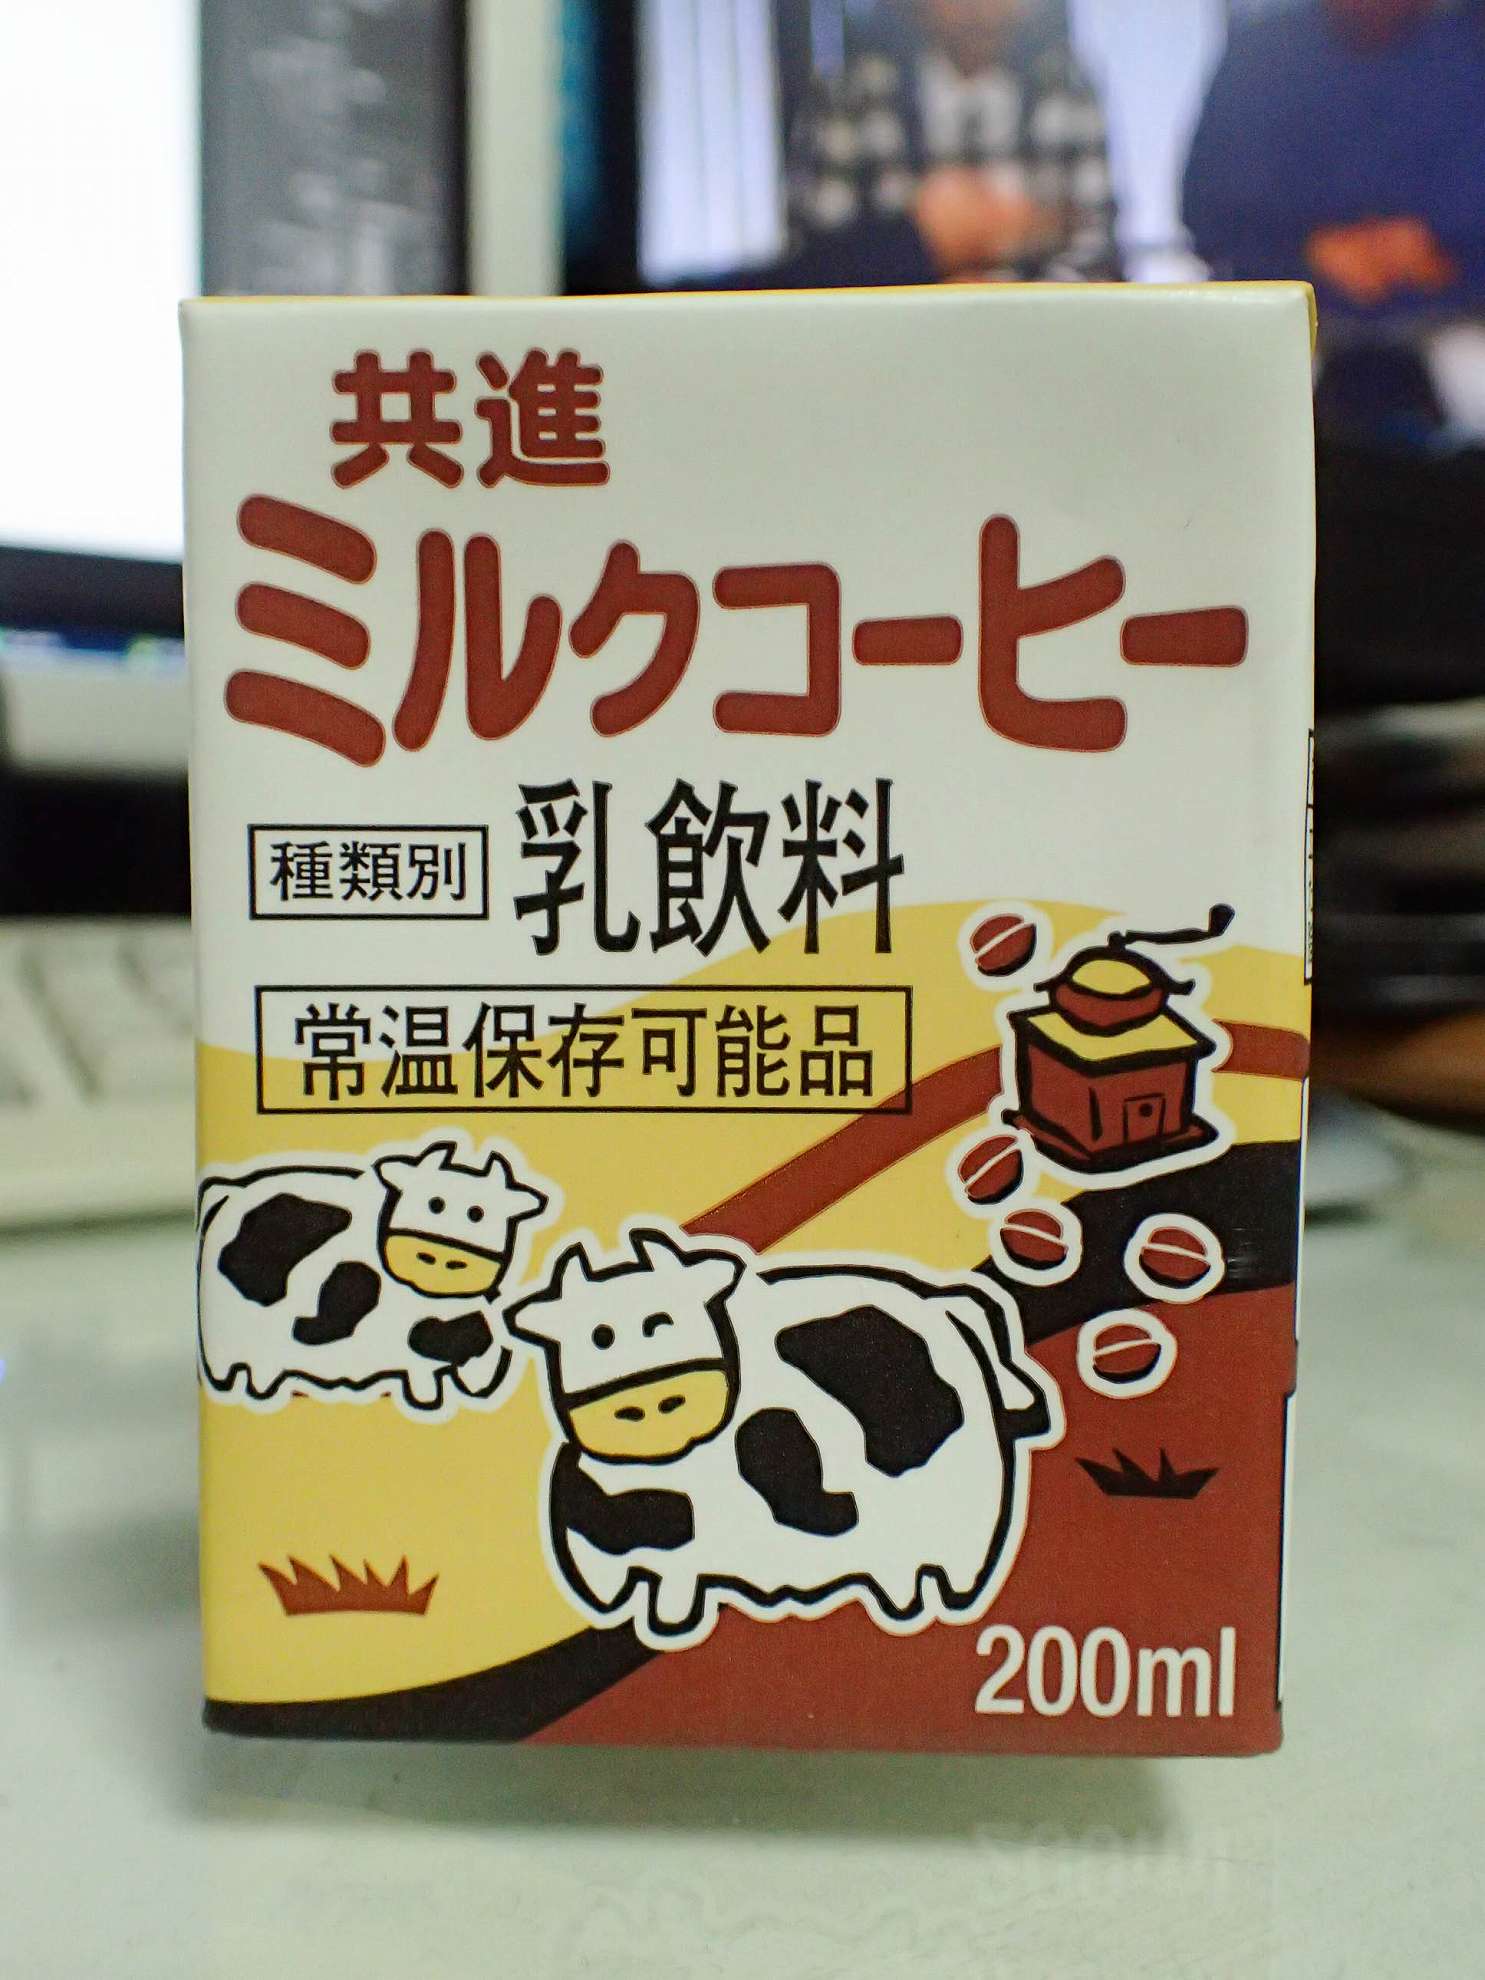 共進
ミルクコーヒー
種類別 乳飲料
常温保存可能品
200ml